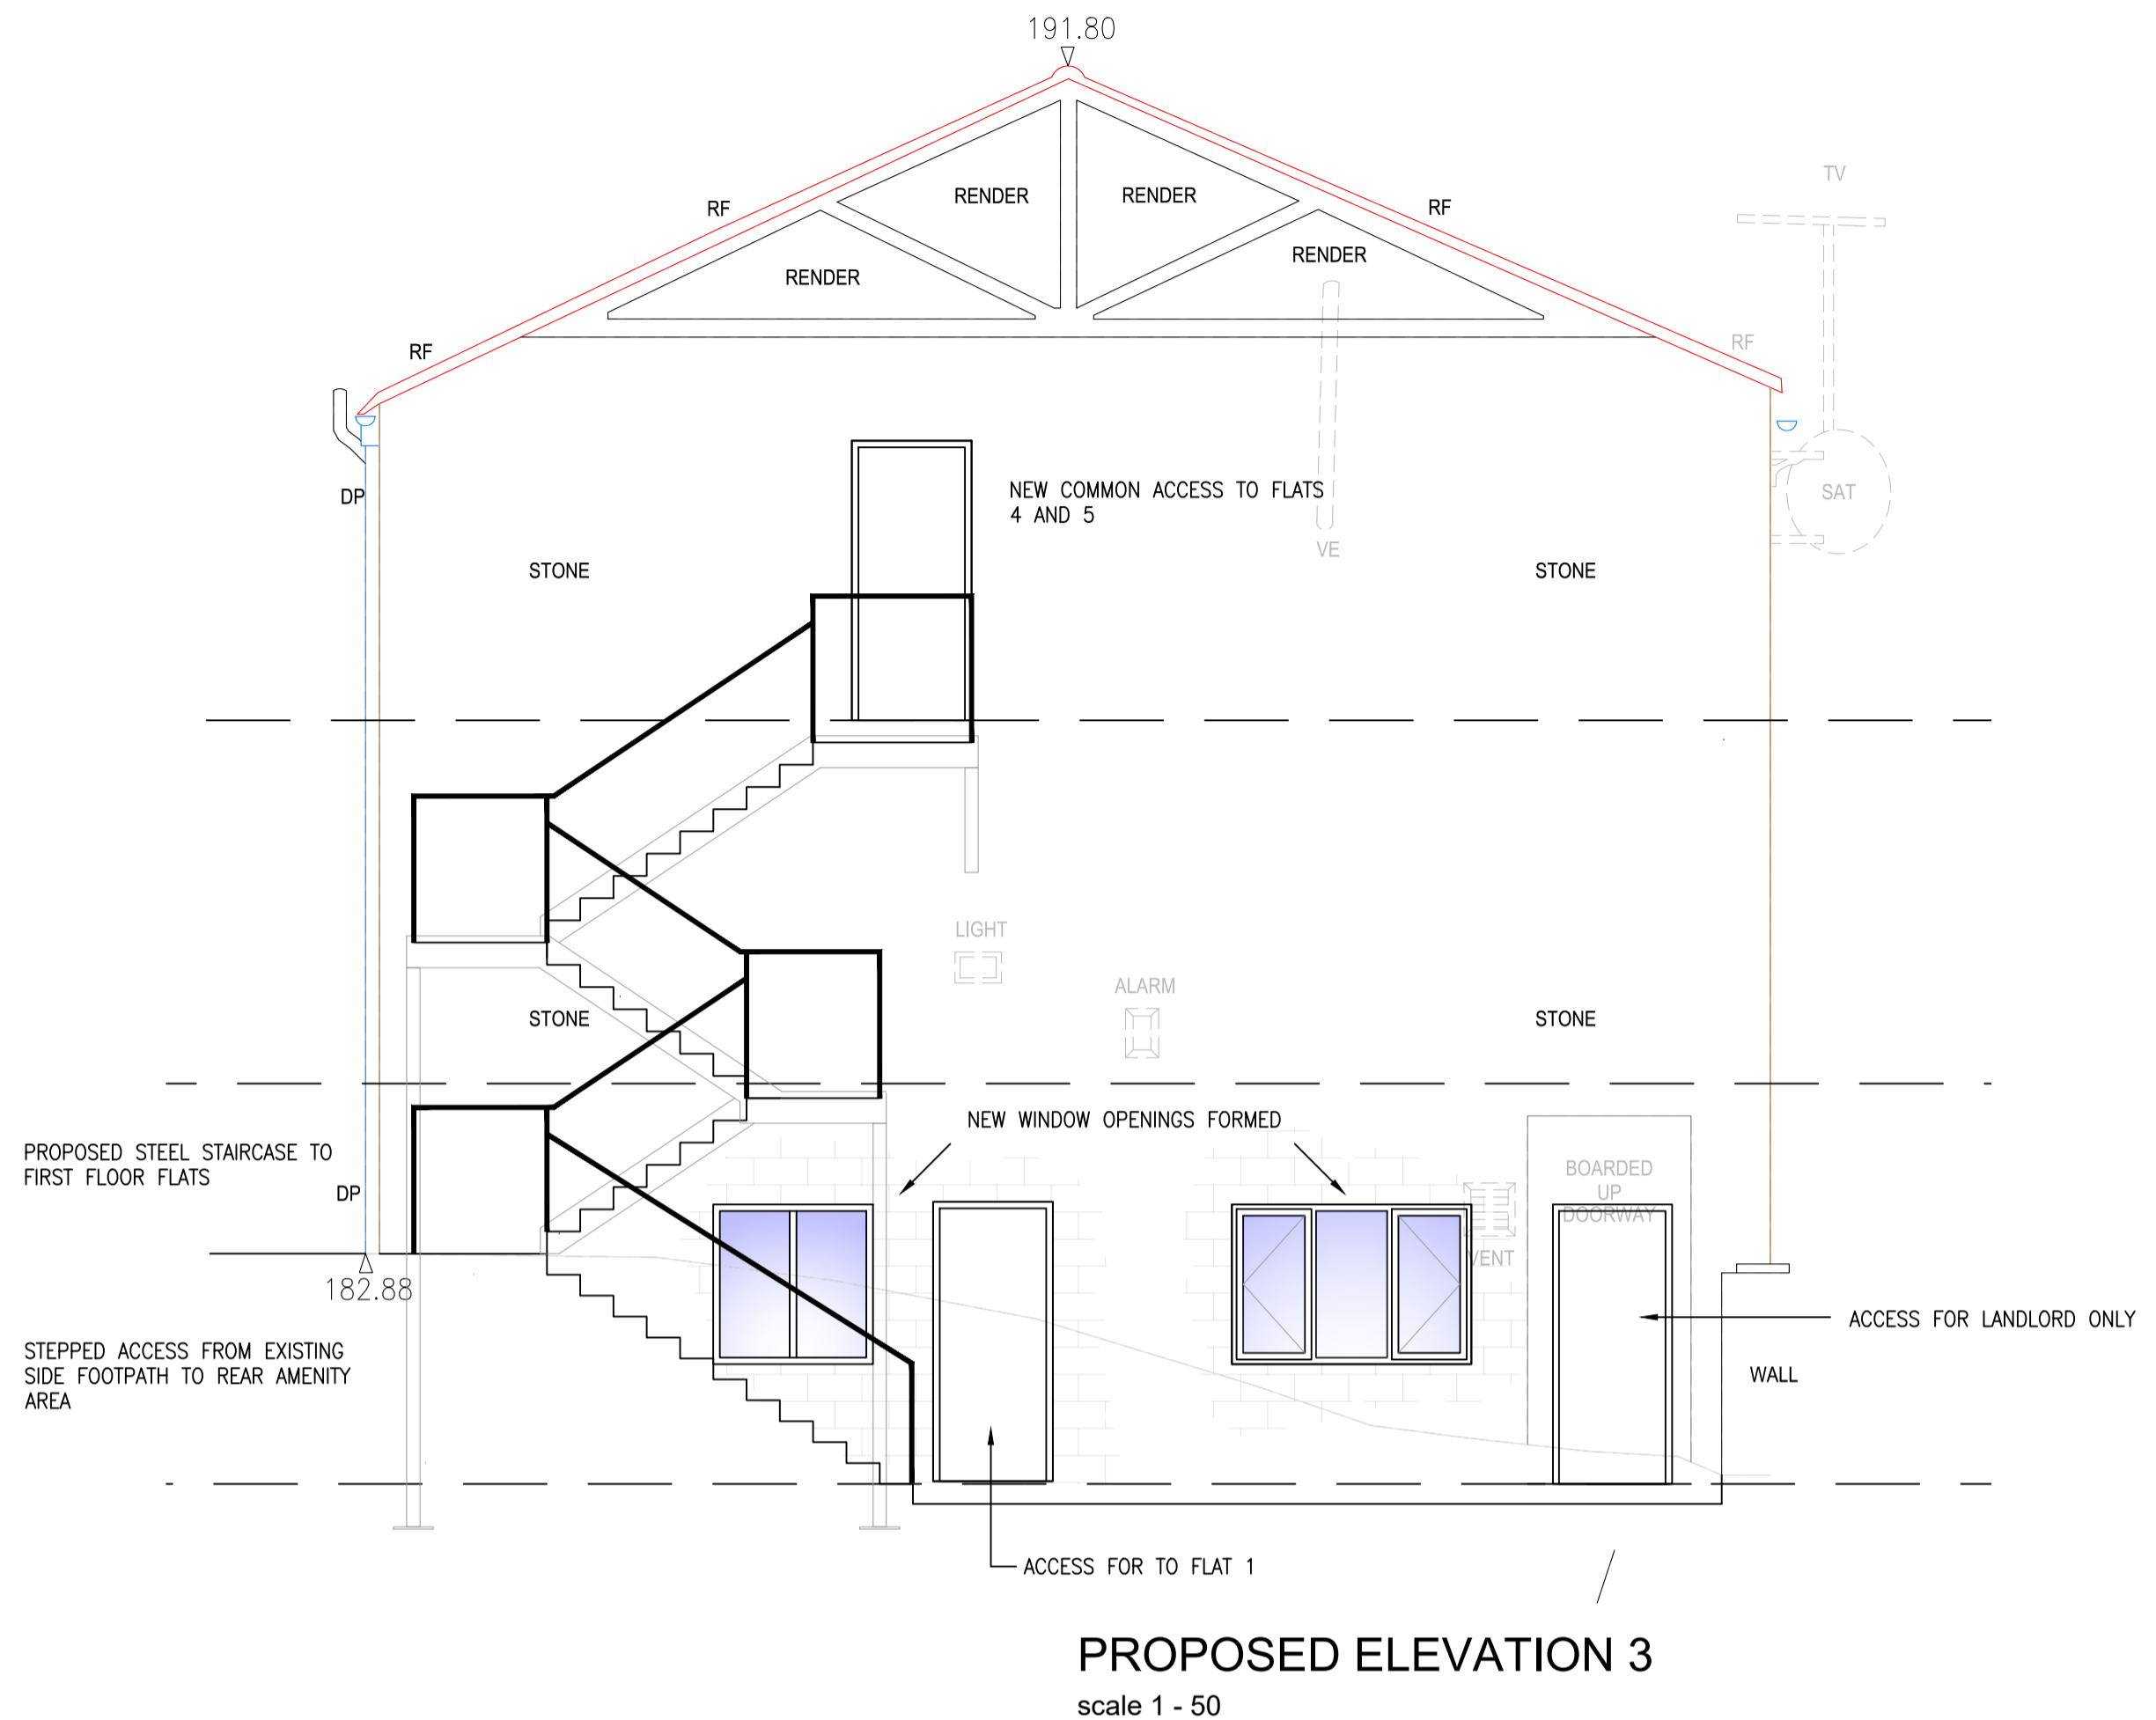 191.80
TV
RENDER
RENDER
RF
RF
RENDER
RENDER
RF
RF
NEW COMMON ACCESS TO FLATS
4 AND 5
DP
SAT
VE
STONE
STONE
LIGHT
ALARM
STONE
STONE
NEW WINDOW OPENINGS FORMED
PROPOSED STEEL STAIRCASE TO
FIRST FLOOR FLATS
DP
BOARDED
UP
DOORWAY
VENT
182.88
ACCESS FOR LANDLORD ONLY
STEPPED ACCESS FROM EXISTING
SIDE FOOTPATH TO REAR AMENITY
AREA
WALL
ACCESS FOR TO FLAT 1
PROPOSED ELEVATION 3
scale 1 - 50